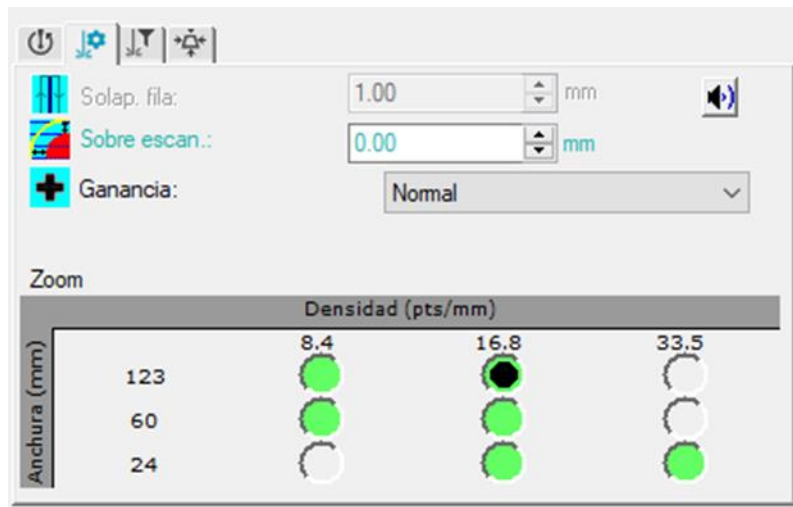 Solap. fila: 1.00 mm
Sobre escan.: 0.00 mm
Ganancia: Normal
Zoom
Densidad (pts/mm)
Anchura (mm)
8.4 16.8 33.5
123
60
24